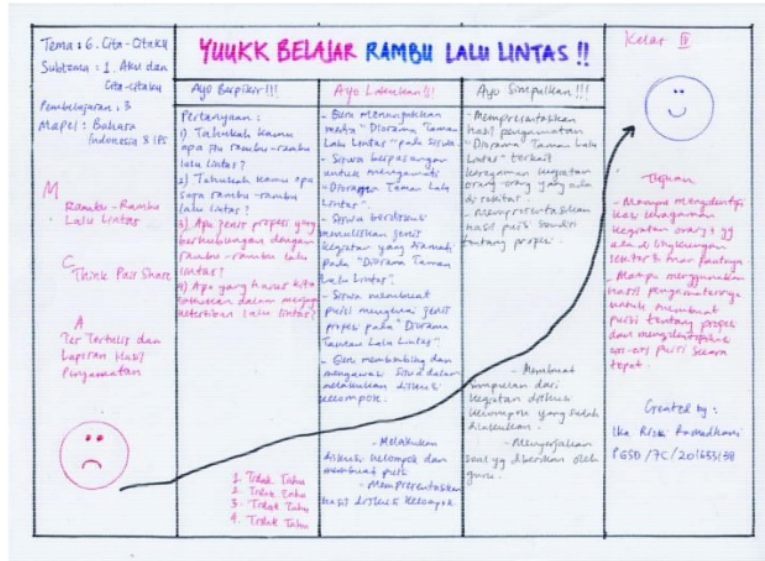 Tema : 6. Cita-Citaku
Subtema : 1. Aku dan
Cita-citaku
Pembelajaran : 3
Mapel : Bahasa
Indonesia & IPS
M
Rambu-Rambu
Lalu Lintas
C
Think Pair Share
A
Tes Tertulis dan
Laporan Hasil
Pengamatan
YUUKK BELAJAR RAMBU LALU LINTAS !!
Ayo Berpikir!!!
Pertanyaan :
1) Tahukah kamu
apa itu rambu-rambu
lalu lintas?
2) Tahukah kamu apa
saja rambu-rambu
lalu lintas?
3) Apa jenis profesi yang
berhubungan dengan
rambu-rambu lalu
lintas?
4) Apa yang harus kita
lakukan dalam menjaga
ketertiban lalu lintas?
1. Tidak Tahu
2. Tidak Tahu
3. Tidak Tahu
4. Tidak Tahu
Ayo Lakukan!!!
- Guru menunjukkan
media "Diorama Taman
Lalu Lintas" pada siswa.
- Siswa berpasangan
untuk mengamati
"Diorama Taman Lalu
Lintas".
- Siswa berdiskusi
menuliskan jenis
kegiatan yang diamati
pada "Diorama Taman
Lalu Lintas".
- Siswa membuat
puisi mengenai jenis
profesi pada "Diorama
Taman Lalu Lintas".
- Guru membimbing dan
mengawasi siswa dalam
melakukan diskusi
kelompok.
- Melakukan
diskusi kelompok dan
membuat puisi
- Mempresentasikan
hasil diskusi kelompok.
Ayo Simpulkan!!!
- Mempresentasikan
hasil pengamatan
"Diorama Taman Lalu
Lintas" terkait
keragaman kegiatan
orang-orang yang ada
di sekitar.
- Mempresentasikan
hasil puisi sendiri
tentang profesi.
- Membuat
simpulan dari
kegiatan diskusi
kelompok yang sudah
dilakukan.
- Mengerjakan
soal yg diberikan oleh
guru.
Kelas IV
Tujuan
- Mampu mengidentifi
kasi keragaman
kegiatan orang2 yg
ada di lingkungan
sekitar &
- Mampu menggunakan
hasil pengamatannya
untuk membuat
puisi tentang profesi
dan mengidentifikasi
ciri-ciri puisi secara
tepat.
Created by :
Ika Rizki Ramadhani
PGSD /7C/